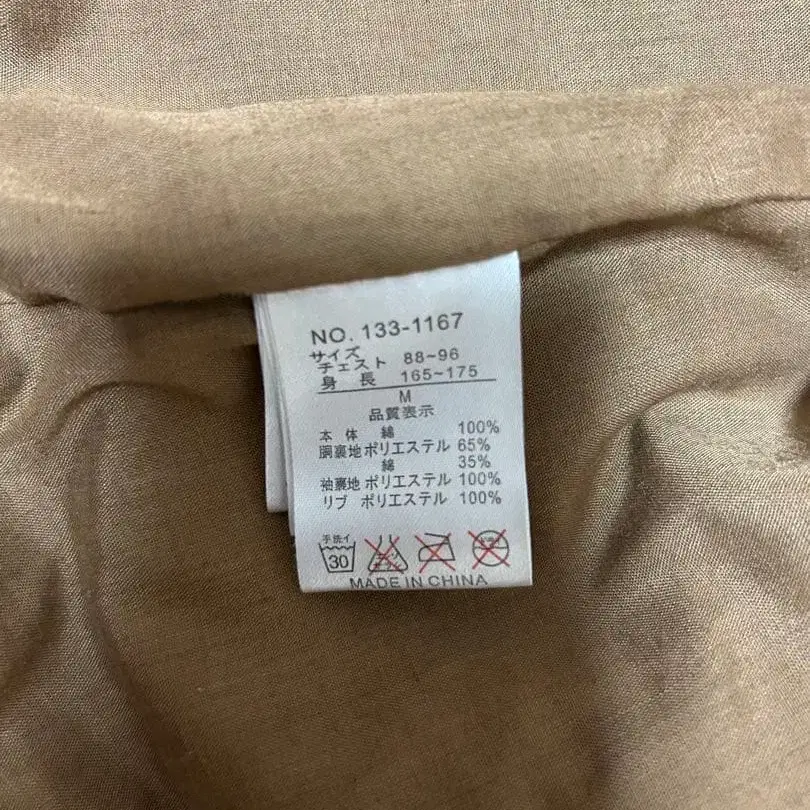 NO. 133-1167
サイズ
チェスト 88~96
身長 165~175
M
品質表示
本体 綿 100%
胴裏地 ポリエステル 65%
綿 35%
袖裏地 ポリエステル 100%
リブ ポリエステル 100%
手洗イ
30
MADE IN CHINA